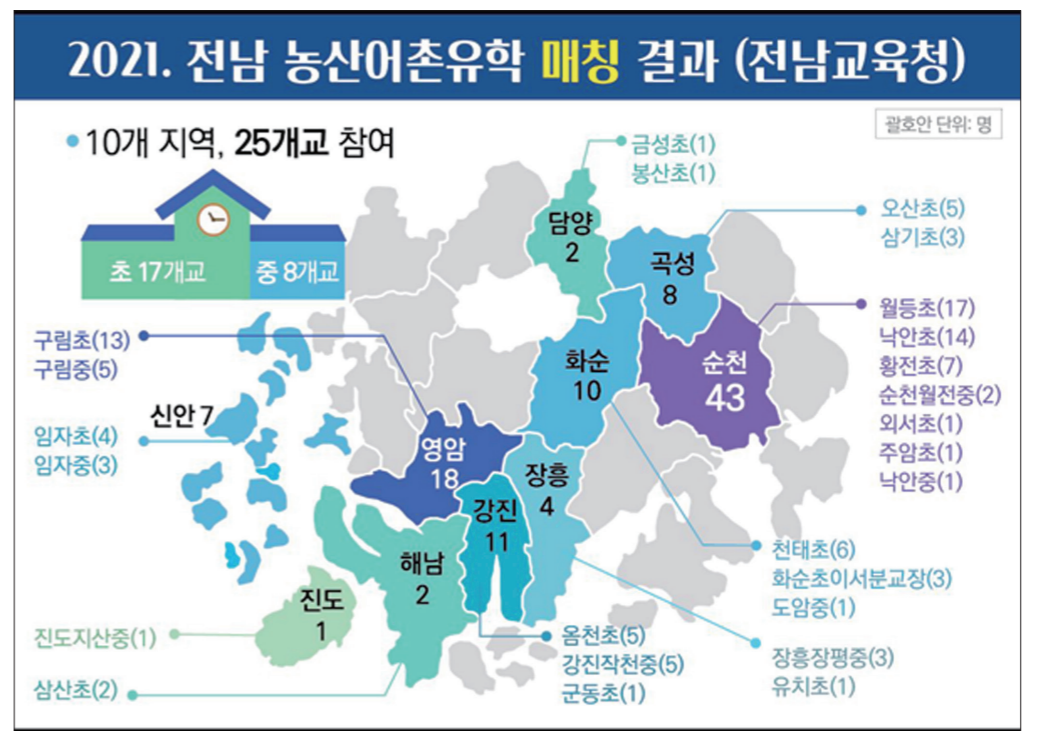 2021. 전남 농산어촌유학 매칭 결과 (전남교육청)
괄호안 단위: 명
• 10개 지역, 25개교 참여
초 17개교
중 8개교
금성초(1)
봉산초(1)
담양
2
오산초(5)
삼기초(3)
곡성
8
월등초(17)
낙안초(14)
황전초(7)
순천월전중(2)
외서초(1)
주암초(1)
낙안중(1)
순천
43
화순
10
구림초(13)
구림중(5)
신안 7
임자초(4)
임자중(3)
영암
18
장흥
4
강진
11
해남
2
진도
1
천태초(6)
화순초이서분교장(3)
도암중(1)
진도지산중(1)
삼산초(2)
옴천초(5)
강진작천중(5)
군동초(1)
장흥장평중(3)
유치초(1)